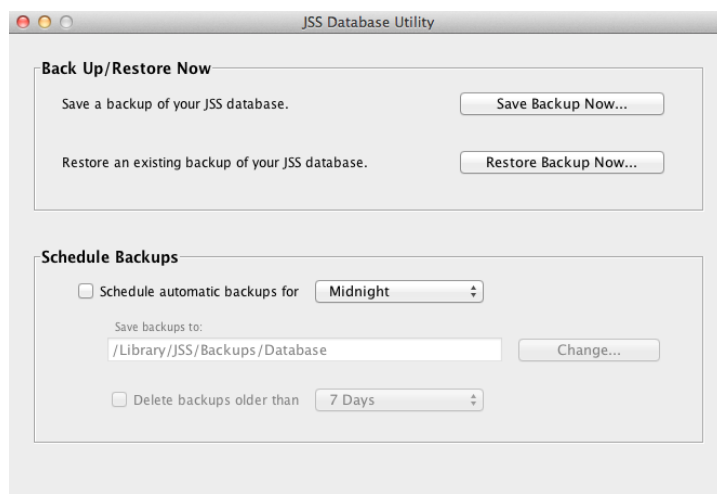 JSS Database Utility
Back Up/Restore Now
Save a backup of your JSS database.
Save Backup Now...
Restore an existing backup of your JSS database.
Restore Backup Now...
Schedule Backups
Schedule automatic backups for Midnight
Save backups to:
/Library/JSS/Backups/Database
Change...
Delete backups older than 7 Days